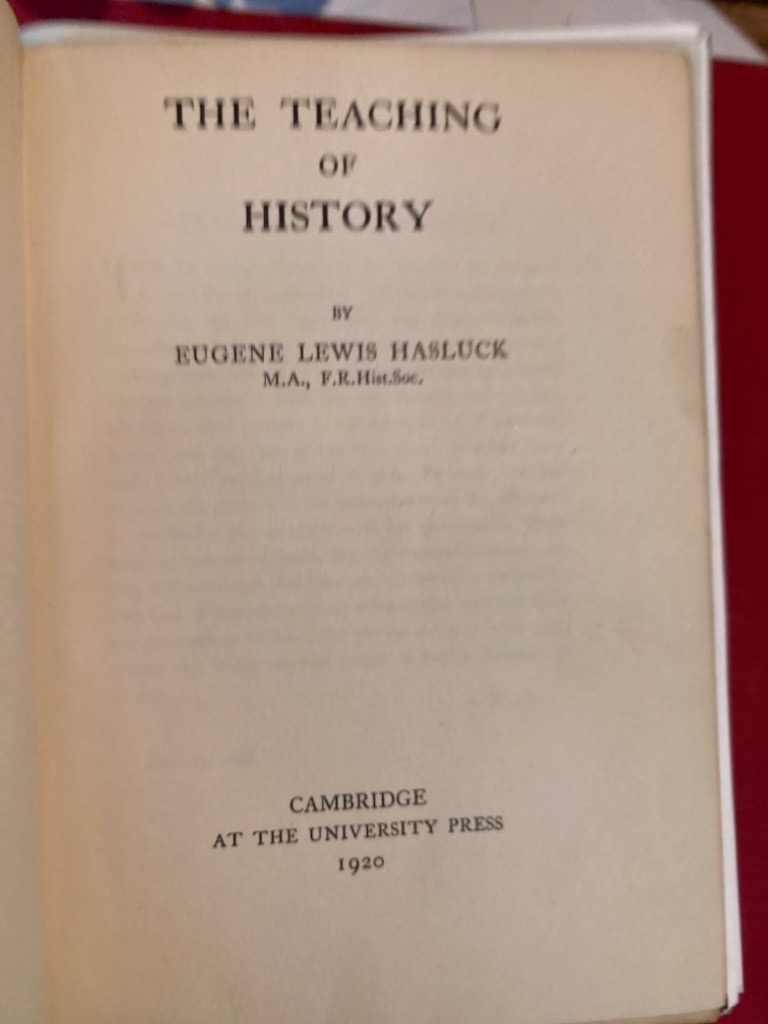 THE TEACHING
OF
HISTORY
BY
EUGENE LEWIS HASLUCK
M.A., F.R.Hist.Soc.
CAMBRIDGE
AT THE UNIVERSITY PRESS
1920